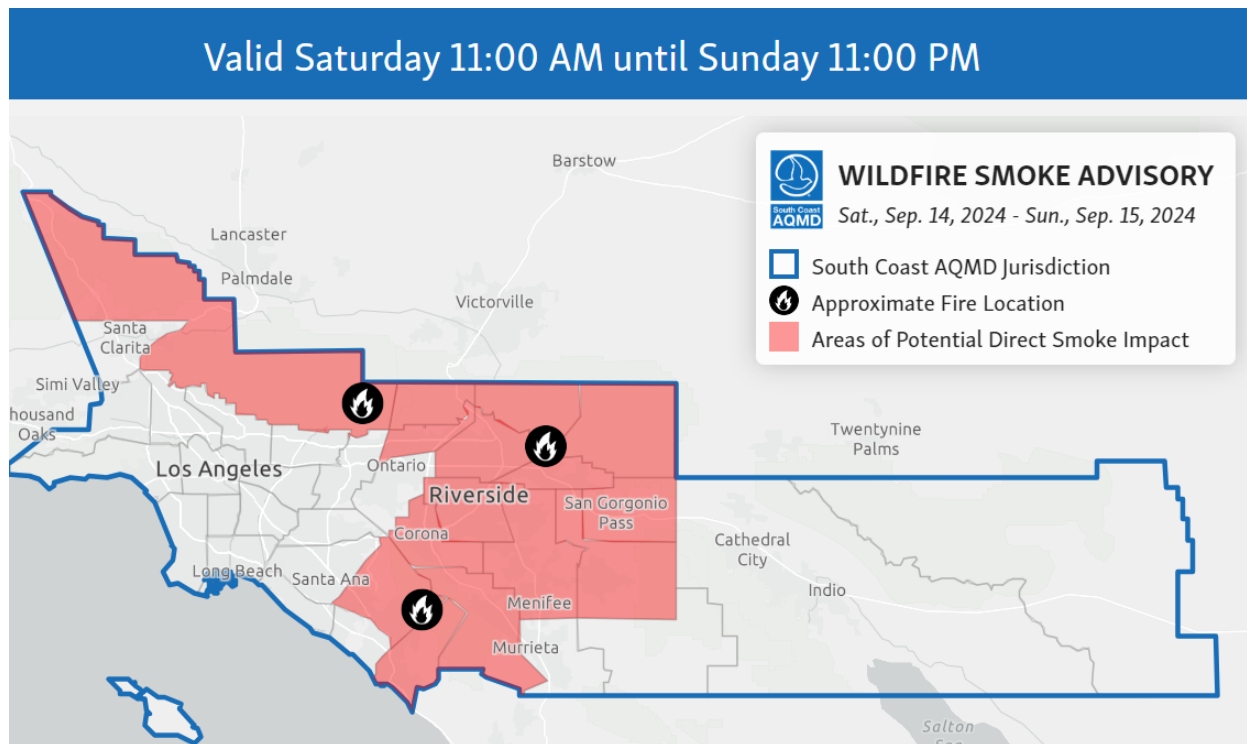 Valid Saturday 11:00 AM until Sunday 11:00 PM
South Coast
AQMD
WILDFIRE SMOKE ADVISORY
Sat., Sep. 14, 2024 - Sun., Sep. 15, 2024
South Coast AQMD Jurisdiction
Approximate Fire Location
Areas of Potential Direct Smoke Impact
Barstow
Lancaster
Palmdale
Victorville
Santa
Clarita
Simi Valley
housand
Oaks
Twentynine
Palms
Los Angeles
Ontario
Riverside
San Gorgonio
Pass
Corona
Cathedral
City
Long Beach
Santa Ana
Indio
Menifee
Murrieta
Salton